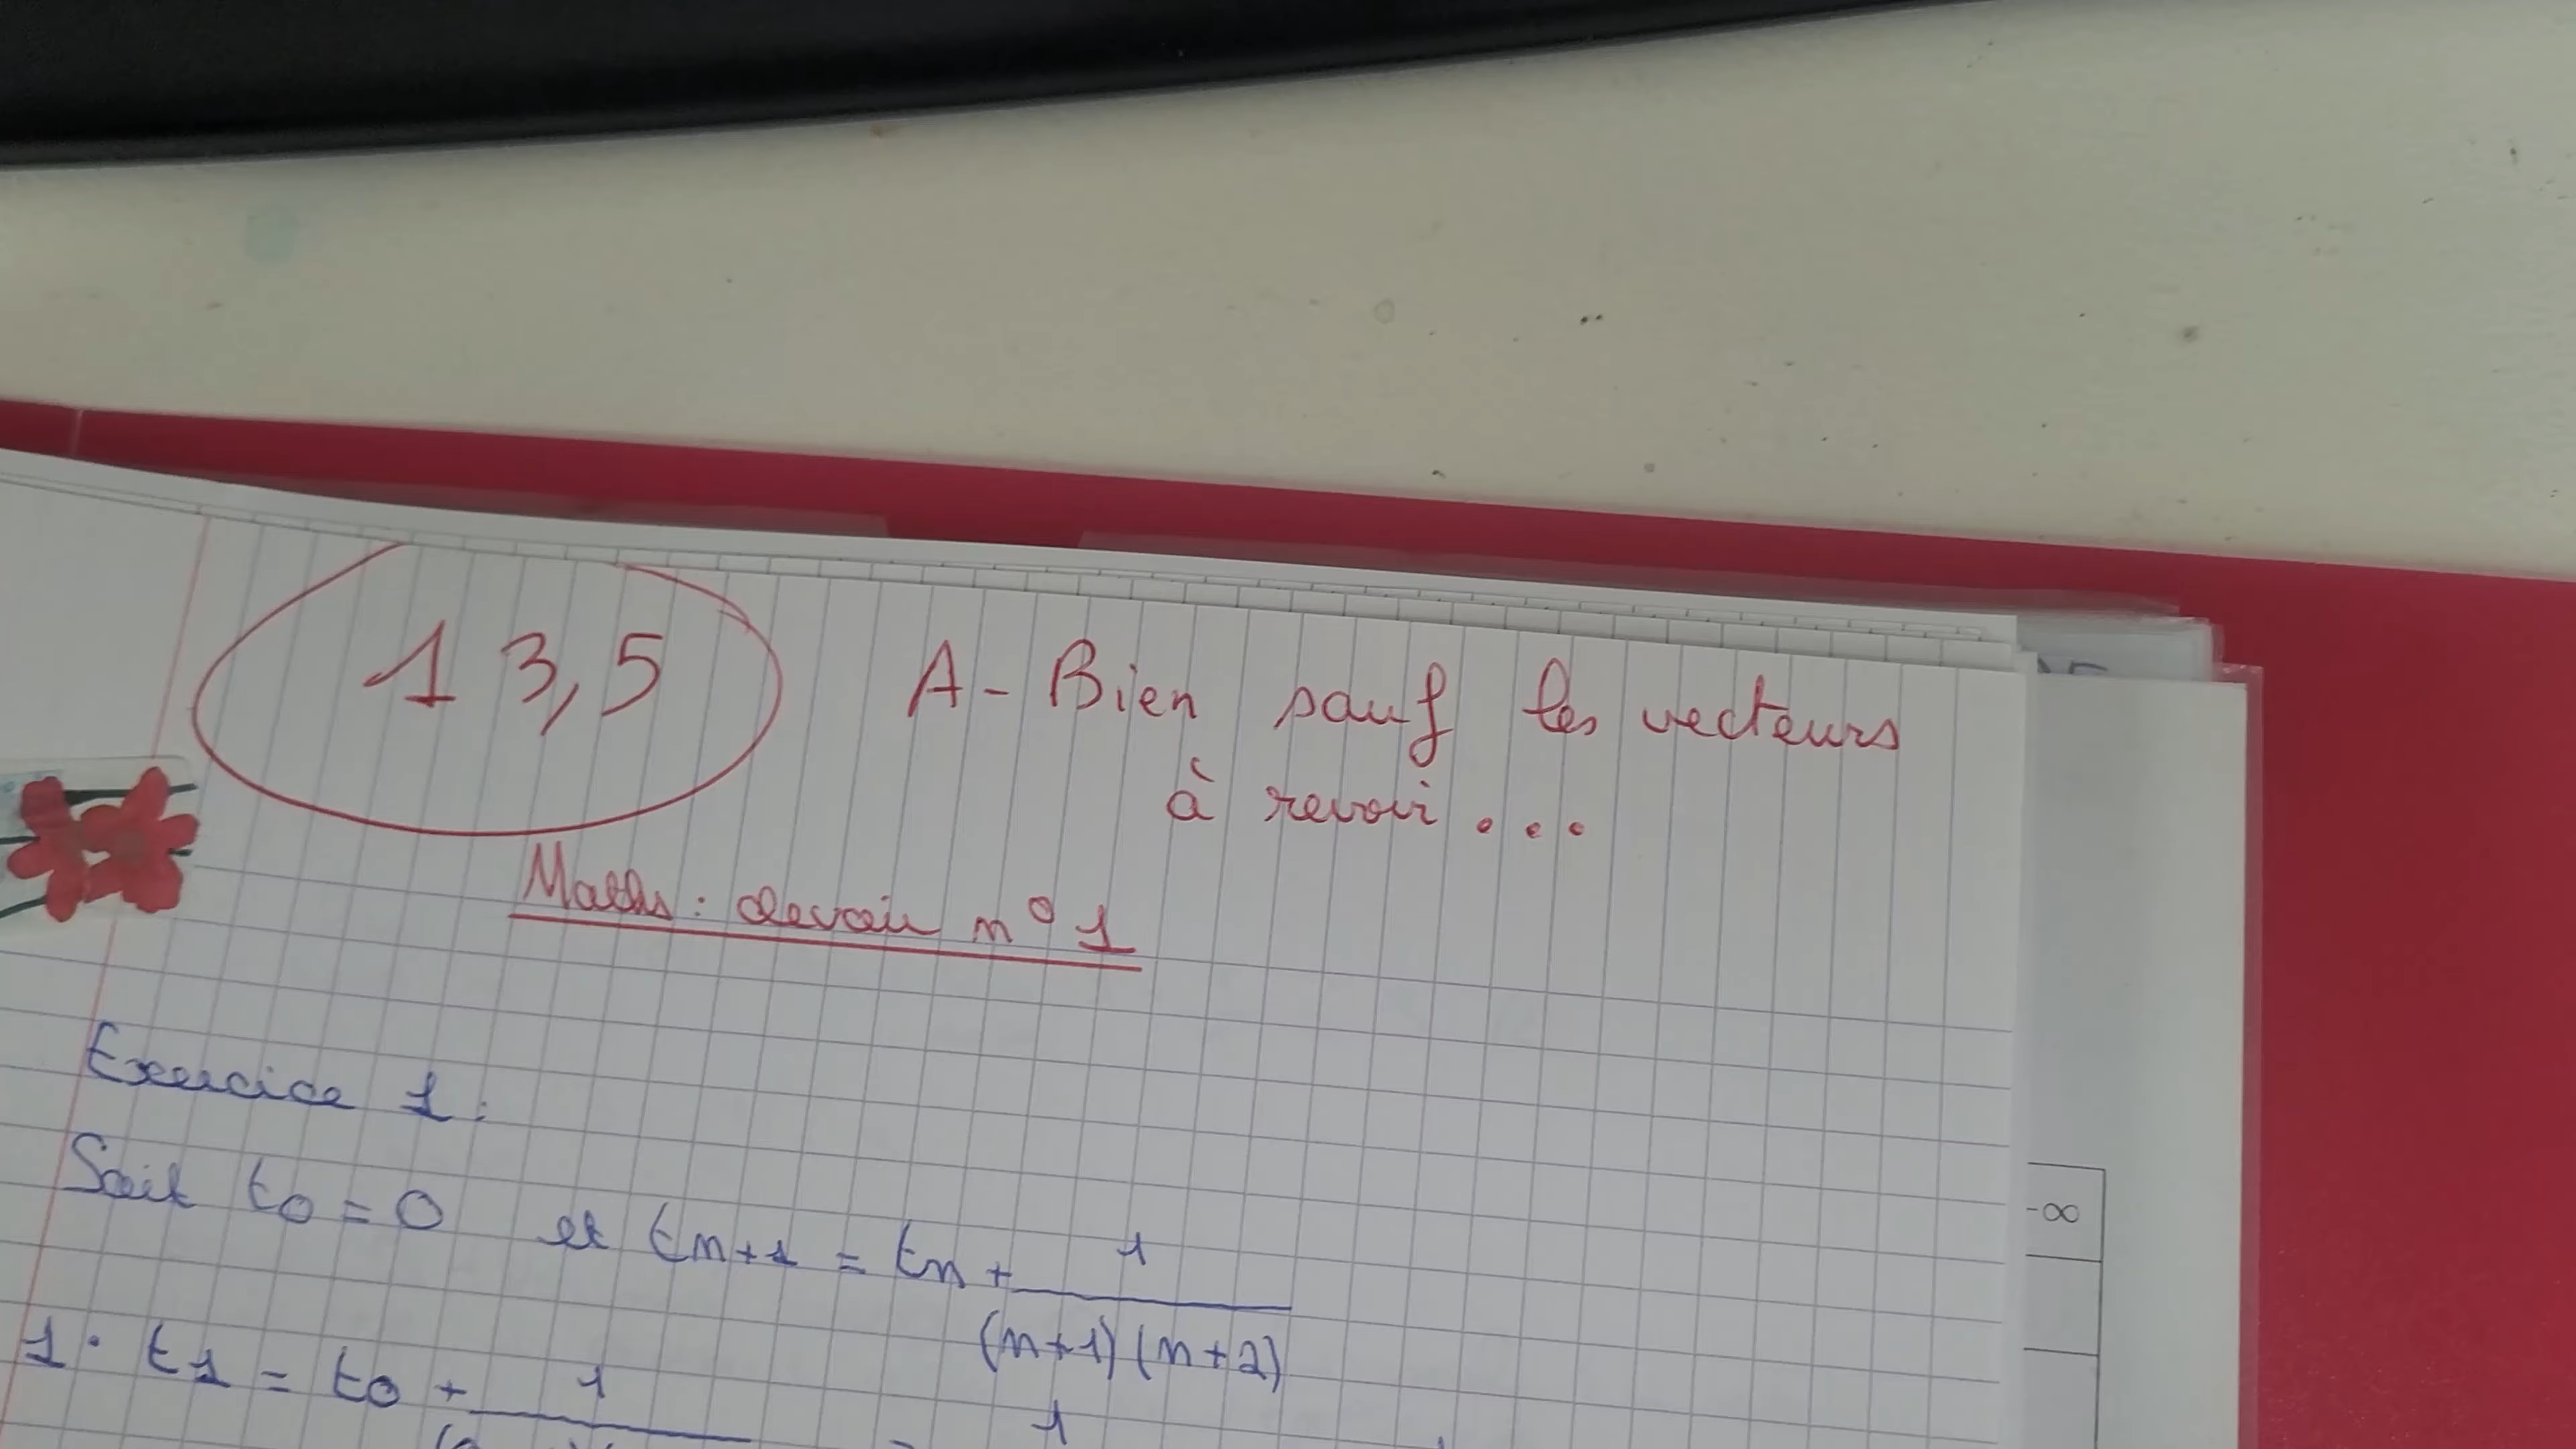 13,5 A- Bien sauf les vecteurs
à revoir...
Maths : devoir n° 1
Exercice 1 :
Soit t0 = 0 et tn+1 = tn + 1/(n+1)(n+2)
-∞
1. t1 = t0 + 1
1